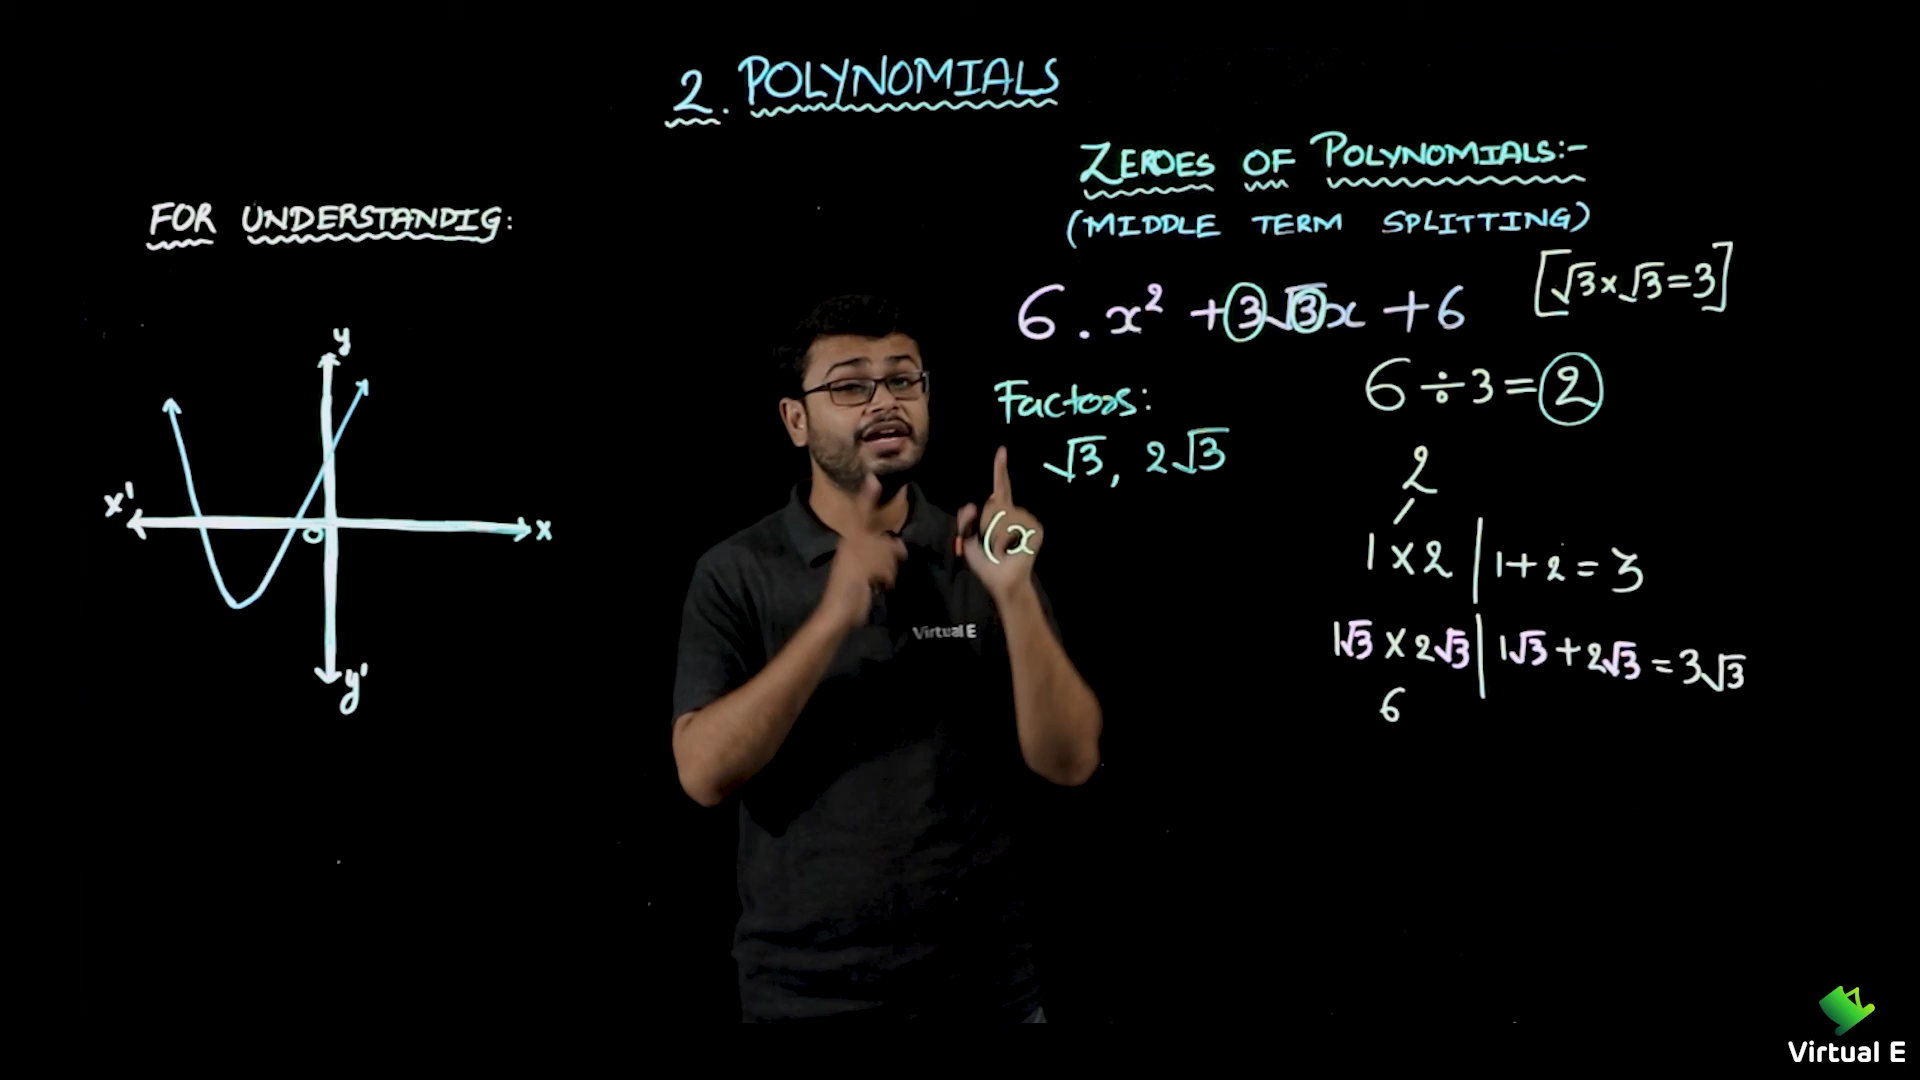 2. POLYNOMIALS
FOR UNDERSTANDIG:
y
x'
o
x
y'
ZEROES OF POLYNOMIALS:-
(MIDDLE TERM SPLITTING)
6.x² +3√3x +6
[√3×√3=3]
6÷3=2
Factors:
√3, 2√3
(x
2
1×2 | 1+2=3
1√3 × 2√3 | 1√3+2√3=3√3
6
Virtual E
Virtual E